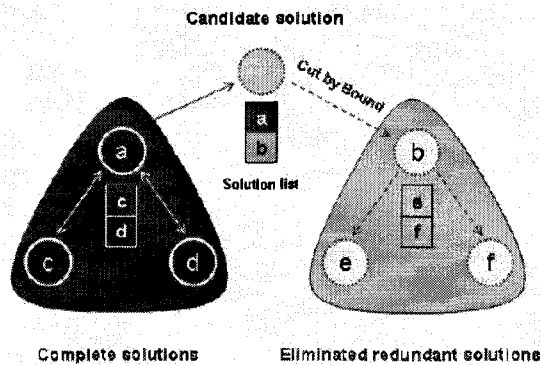 Candidate solution
Cut by Bound
a
b
Solution list
a
c
d
c
d
b
e
f
e
f
Complete solutions
Eliminated redundant solutions